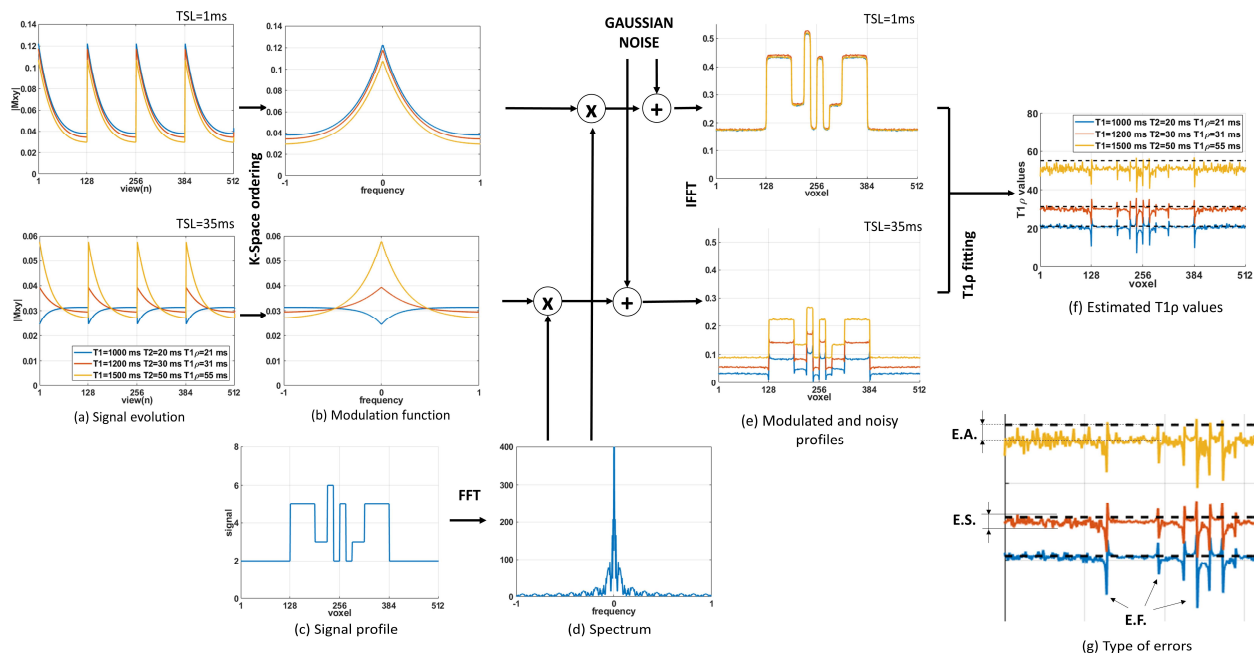 TSL=1ms
|Mxy|
0.14
0.12
0.10
0.08
0.06
0.04
0.02
0
1 128 256 384 512
view(n)
0.14
0.12
0.1
0.08
0.06
0.04
0.02
0
-1 0 1
frequency
K-Space ordering
TSL=35ms
|Mxy|
0.06
0.05
0.04
0.03
0.02
0.01
0
T1=1000 ms T2=20 ms T1ρ=21 ms
T1=1200 ms T2=30 ms T1ρ=31 ms
T1=1500 ms T2=50 ms T1ρ=55 ms
1 128 256 384 512
view(n)
(a) Signal evolution
0.06
0.05
0.04
0.03
0.02
0.01
0
-1 0 1
frequency
(b) Modulation function
GAUSSIAN
NOISE
X
+
X
+
IFFT
TSL=1ms
0.5
0.4
0.3
0.2
0.1
0
1 128 256 384 512
voxel
TSL=35ms
0.5
0.4
0.3
0.2
0.1
0
1 128 256 384 512
voxel
(e) Modulated and noisy
profiles
T1ρ fitting
T1ρ values
80
60
40
20
0
T1=1000 ms T2=20 ms T1ρ=21 ms
T1=1200 ms T2=30 ms T1ρ=31 ms
T1=1500 ms T2=50 ms T1ρ=55 ms
1 128 256 384 512
voxel
(f) Estimated T1ρ values
signal
8
6
4
2
0
1 128 256 384 512
voxel
(c) Signal profile
FFT
400
300
200
100
0
-1 0 1
frequency
(d) Spectrum
E.A.
E.S.
E.F.
(g) Type of errors